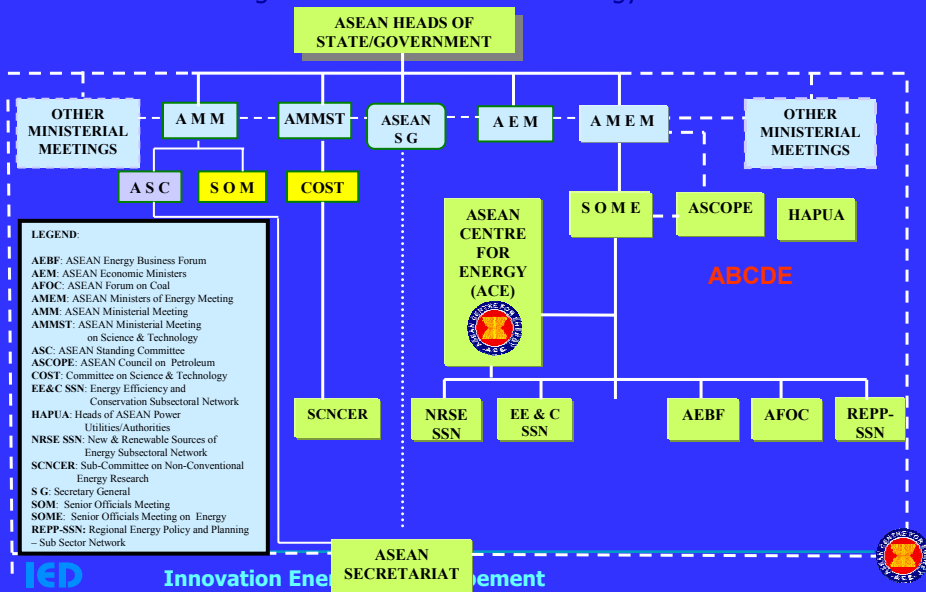 ASEAN HEADS OF
STATE/GOVERNMENT
OTHER
MINISTERIAL
MEETINGS
A M M
AMMST
ASEAN
S G
A E M
A M E M
OTHER
MINISTERIAL
MEETINGS
A S C
S O M
COST
ASEAN
CENTRE
FOR
ENERGY
(ACE)
S O M E
ASCOPE
HAPUA
ABCDE
LEGEND:
AEBF: ASEAN Energy Business Forum
AEM: ASEAN Economic Ministers
AFOC: ASEAN Forum on Coal
AMEM: ASEAN Ministers of Energy Meeting
AMM: ASEAN Ministerial Meeting
AMMST: ASEAN Ministerial Meeting
on Science & Technology
ASC: ASEAN Standing Committee
ASCOPE: ASEAN Council on Petroleum
COST: Committee on Science & Technology
EE&C SSN: Energy Efficiency and
Conservation Subsectoral Network
HAPUA: Heads of ASEAN Power
Utilities/Authorities
NRSE SSN: New & Renewable Sources of
Energy Subsectoral Network
SCNCER: Sub-Committee on Non-Conventional
Energy Research
S G: Secretary General
SOM: Senior Officials Meeting
SOME: Senior Officials Meeting on Energy
REPP-SSN: Regional Energy Policy and Planning
– Sub Sector Network
SCNCER
NRSE
SSN
EE & C
SSN
AEBF
AFOC
REPP-
SSN
ASEAN
SECRETARIAT
IED
Innovation Ener
ement
ASEAN CENTRE FOR ENERGY
A C E